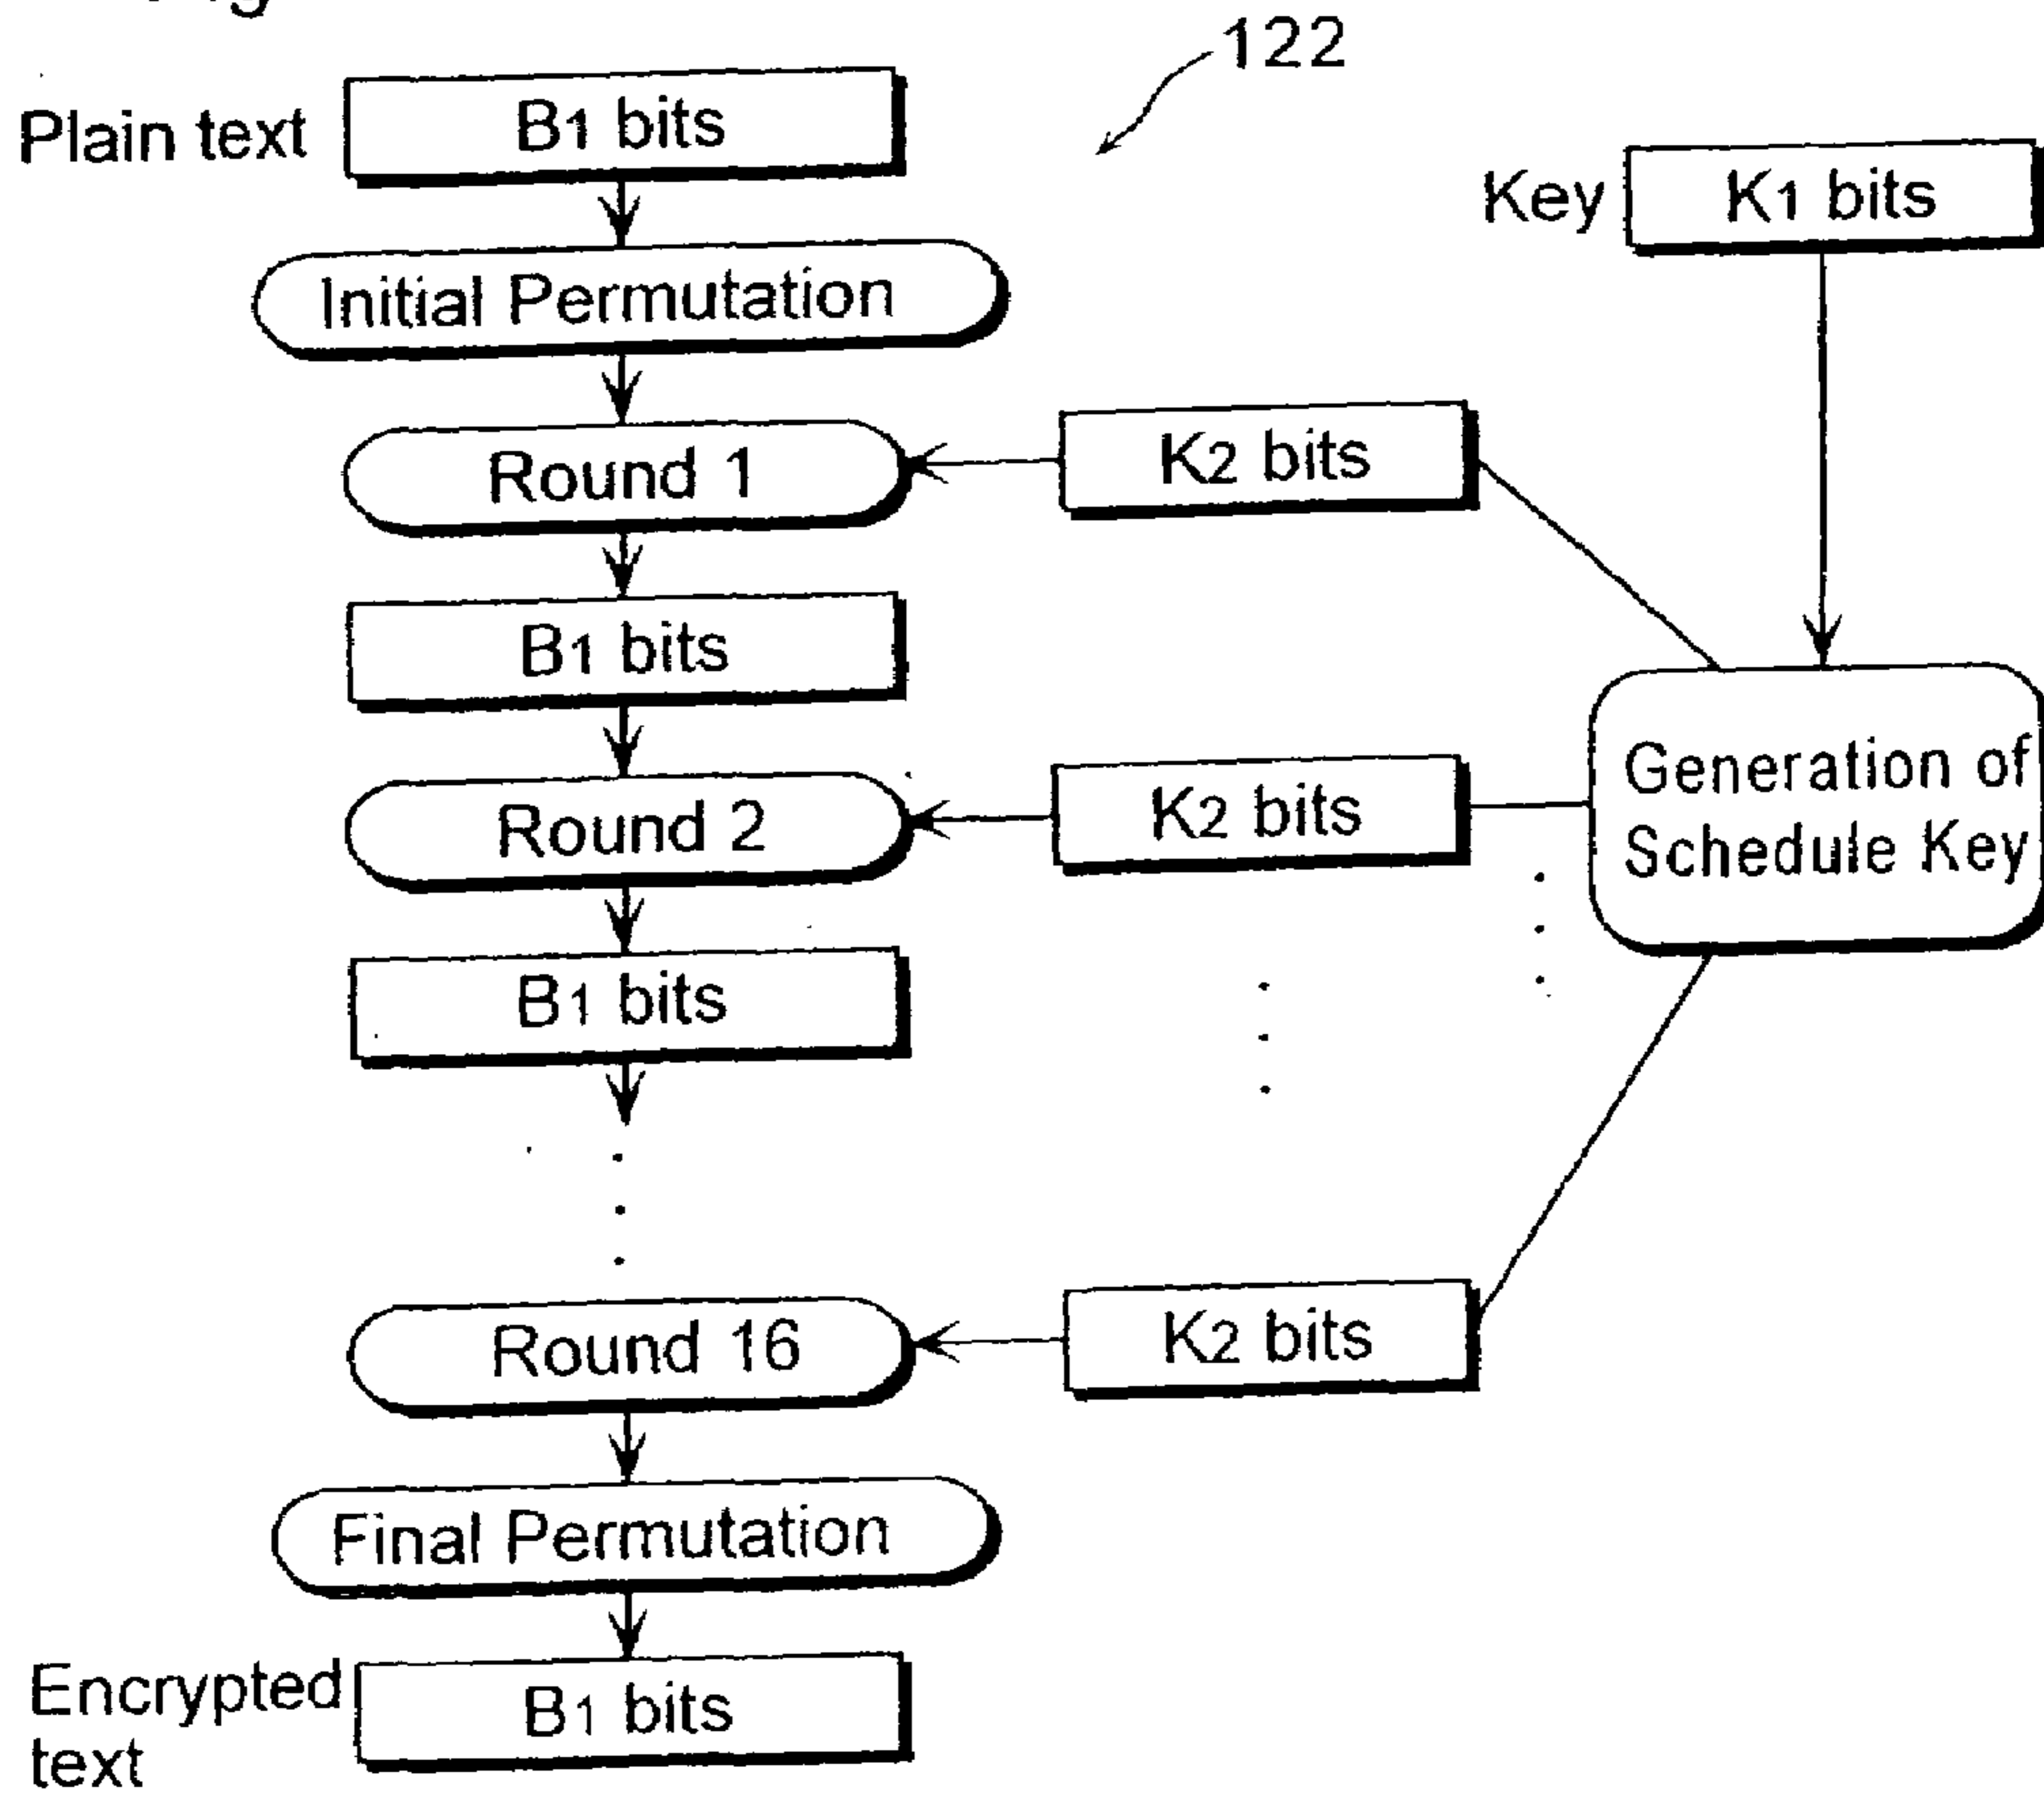 122
Plain text
B1 bits
Key
K1 bits
Initial Permutation
Round 1
K2 bits
B1 bits
Generation of
Schedule Key
Round 2
K2 bits
B1 bits
Round 16
K2 bits
Final Permutation
Encrypted
text
B1 bits